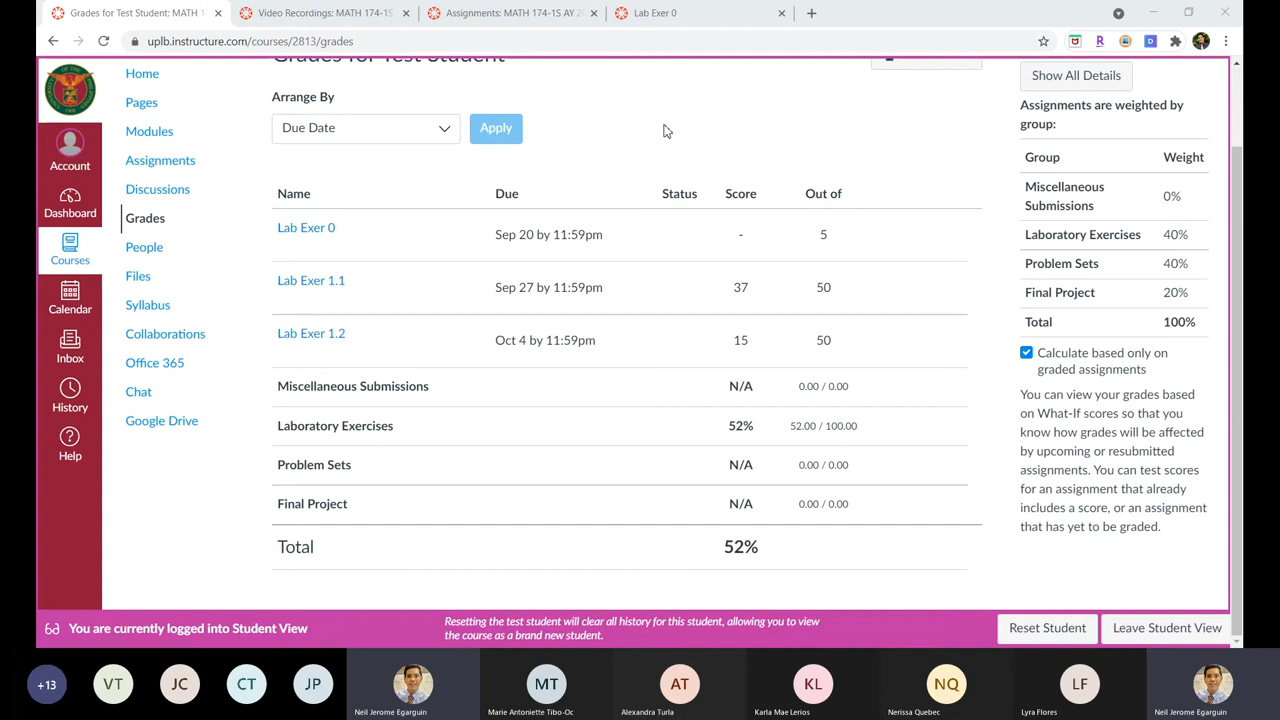 Grades for Test Student: MATH 1
Video Recordings: MATH 174-1S
Assignments: MATH 174-1S AY 2
Lab Exer 0
uplb.instructure.com/courses/2813/grades
Grades for Test Student
Account
Dashboard
Courses
Calendar
Inbox
History
Help
Home
Pages
Modules
Assignments
Discussions
Grades
People
Files
Syllabus
Collaborations
Office 365
Chat
Google Drive
Arrange By
Due Date
Apply
Name Due Status Score Out of
Lab Exer 0 Sep 20 by 11:59pm - 5
Lab Exer 1.1 Sep 27 by 11:59pm 37 50
Lab Exer 1.2 Oct 4 by 11:59pm 15 50
Miscellaneous Submissions N/A 0.00 / 0.00
Laboratory Exercises 52% 52.00 / 100.00
Problem Sets N/A 0.00 / 0.00
Final Project N/A 0.00 / 0.00
Total 52%
Show All Details
Assignments are weighted by
group:
Group Weight
Miscellaneous
Submissions 0%
Laboratory Exercises 40%
Problem Sets 40%
Final Project 20%
Total 100%
Calculate based only on
graded assignments
You can view your grades based
on What-If scores so that you
know how grades will be affected
by upcoming or resubmitted
assignments. You can test scores
for an assignment that already
includes a score, or an assignment
that has yet to be graded.
You are currently logged into Student View
Resetting the test student will clear all history for this student, allowing you to view
the course as a brand new student.
Reset Student
Leave Student View
+13
VT
JC
CT
JP
Neil Jerome Egarguin
MT
Marie Antoniette Tibo-Oc
AT
Alexandra Turla
KL
Karla Mae Lerios
NQ
Nerissa Quebec
LF
Lyra Flores
Neil Jerome Egarguin